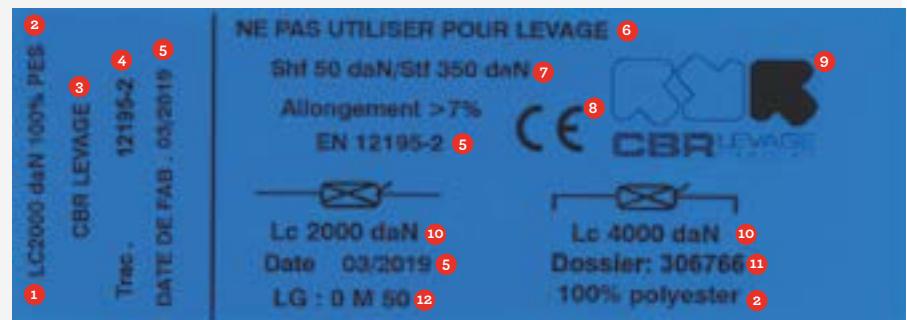 1 LC2000 daN 100% PES 2
CBR LEVAGE 3
Trac. 12195-2 4
DATE DE FAB. 03/2019 5
NE PAS UTILISER POUR LEVAGE 6
Shf 50 daN/Stf 350 daN 7
Allongement >7%
EN 12195-2 5
CE 8
9
CBR LEVAGE
Lc 2000 daN 10
Date 03/2019 5
LG : 0 M 50 12
Lc 4000 daN 10
Dossier: 306766 11
100% polyester 2